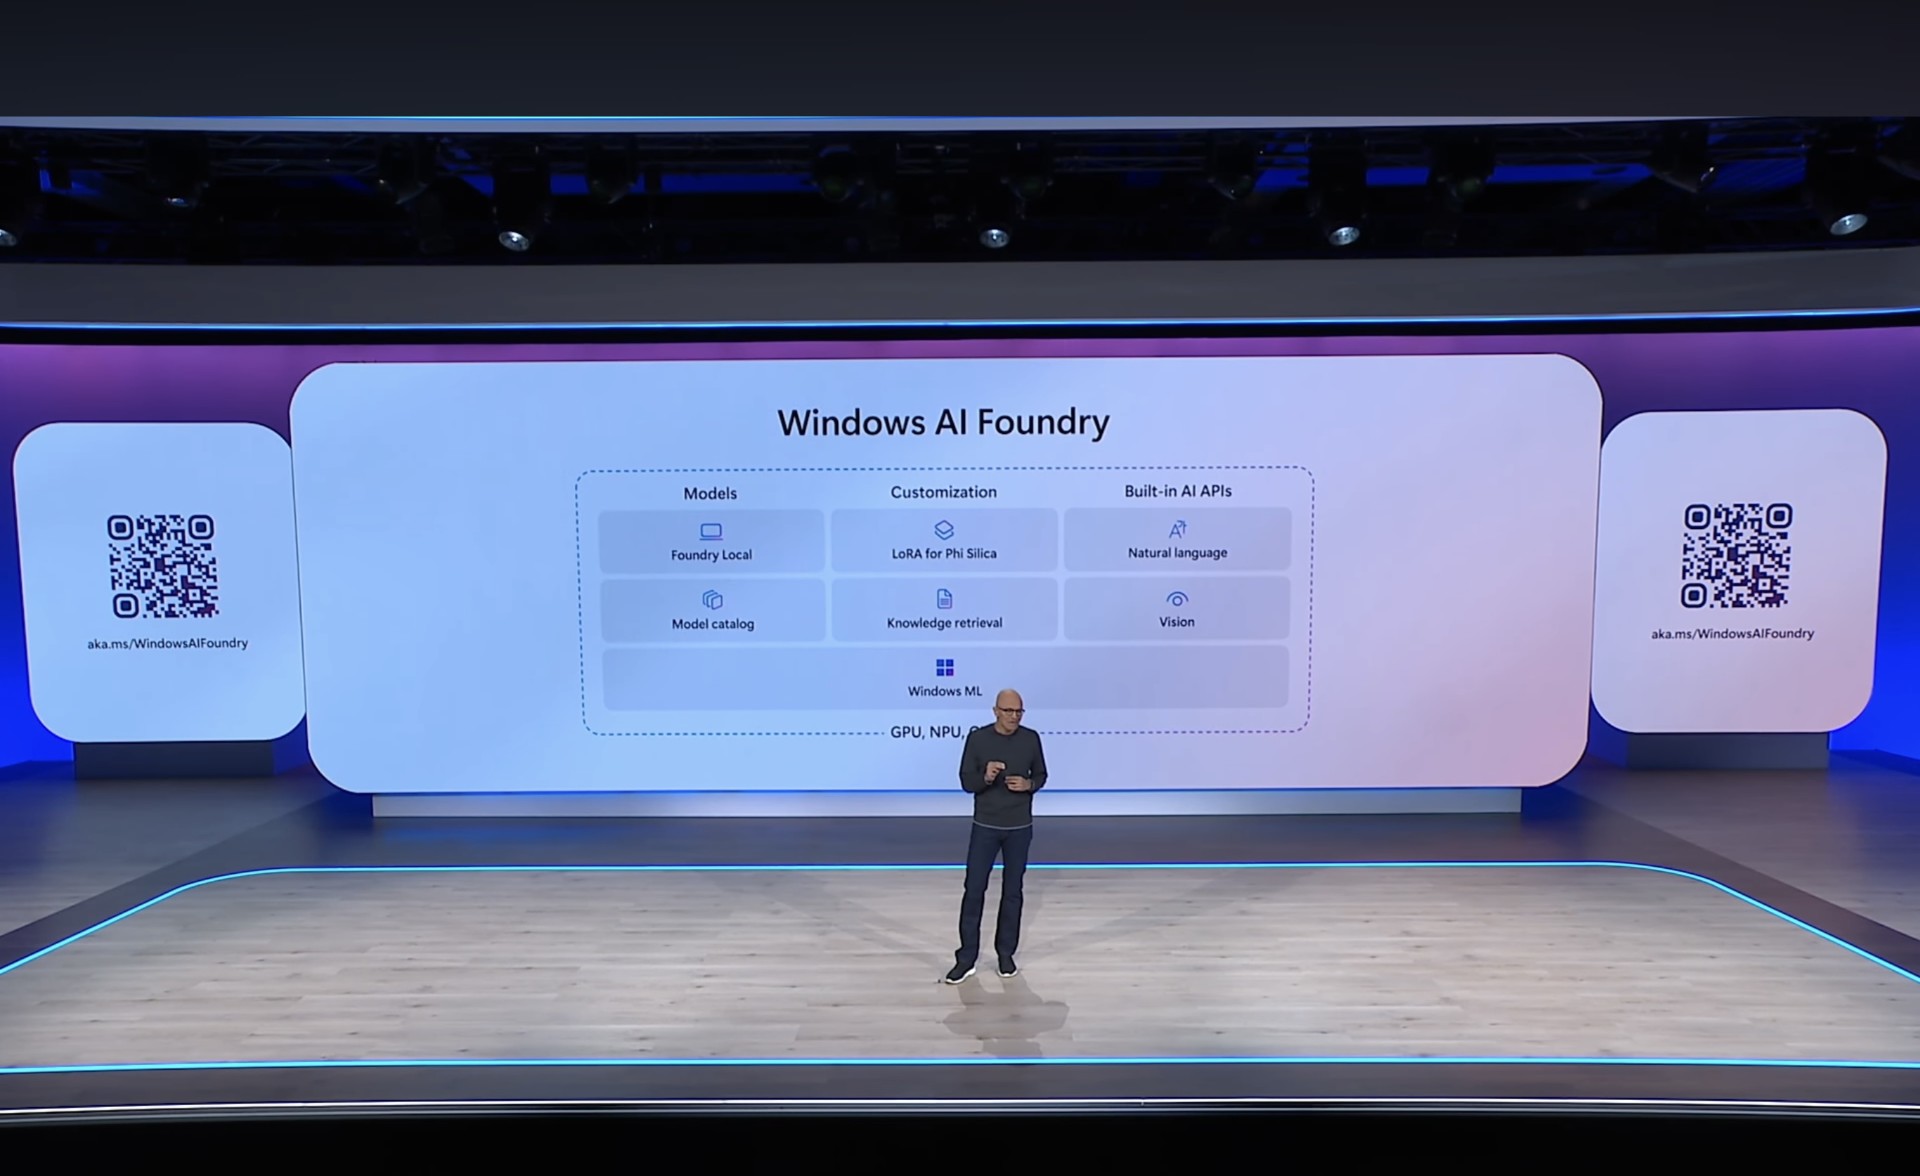 Windows AI Foundry
Models
Customization
Built-in AI APIs
Foundry Local
LoRA for Phi Silica
Natural language
Model catalog
Knowledge retrieval
Vision
Windows ML
GPU, NPU,
aka.ms/WindowsAIFoundry
aka.ms/WindowsAIFoundry